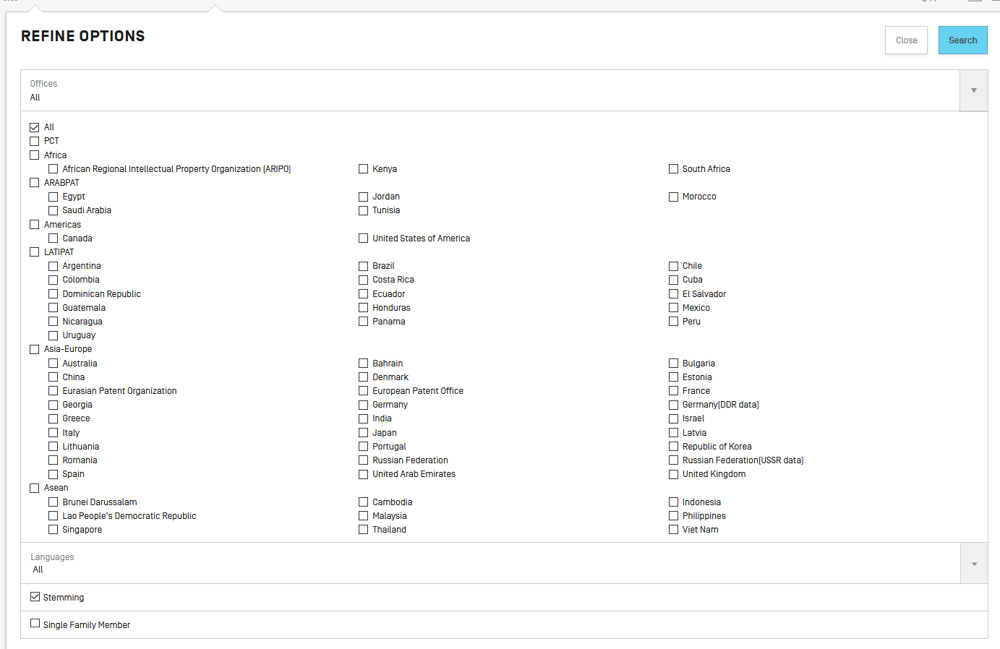 REFINE OPTIONS
Close Search
Offices
All
All
PCT
Africa
African Regional Intellectual Property Organization (ARIPO) Kenya South Africa
ARABPAT
Egypt Jordan Morocco
Saudi Arabia Tunisia
Americas
Canada United States of America
LATIPAT
Argentina Brazil Chile
Colombia Costa Rica Cuba
Dominican Republic Ecuador El Salvador
Guatemala Honduras Mexico
Nicaragua Panama Peru
Uruguay
Asia-Europe
Australia Bahrain Bulgaria
China Denmark Estonia
Eurasian Patent Organization European Patent Office France
Georgia Germany Germany(DDR data)
Greece India Israel
Italy Japan Latvia
Lithuania Portugal Republic of Korea
Romania Russian Federation Russian Federation(USSR data)
Spain United Arab Emirates United Kingdom
Asean
Brunei Darussalam Cambodia Indonesia
Lao People's Democratic Republic Malaysia Philippines
Singapore Thailand Viet Nam
Languages
All
Stemming
Single Family Member